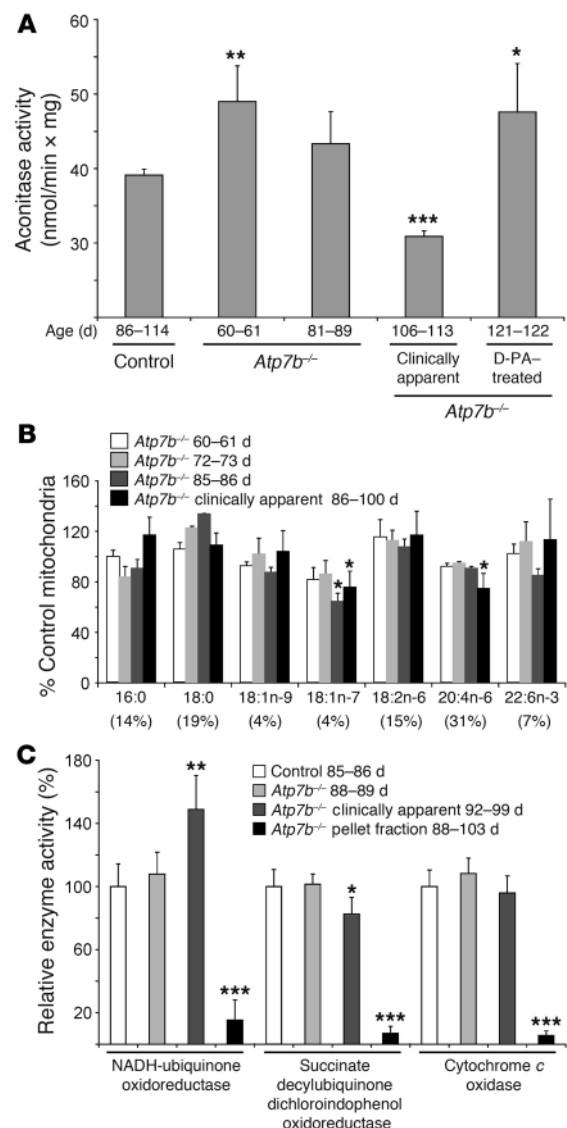 A
Aconitase activity
(nmol/min × mg)
60
50
40
30
**
***
*
Age (d) 86–114 60–61 81–89 106–113 121–122
Control Atp7b–/– Clinically apparent D-PA–treated
Atp7b–/–
B
Atp7b–/– 60–61 d
Atp7b–/– 72–73 d
Atp7b–/– 85–86 d
Atp7b–/– clinically apparent 86–100 d
% Control mitochondria
160
120
80
40
0
* *
*
16:0 18:0 18:1n-9 18:1n-7 18:2n-6 20:4n-6 22:6n-3
(14%) (19%) (4%) (4%) (15%) (31%) (7%)
C
Relative enzyme activity (%)
180
140
100
60
20
Control 85–86 d
Atp7b–/– 88–89 d
Atp7b–/– clinically apparent 92–99 d
Atp7b–/– pellet fraction 88–103 d
**
***
*
***
***
NADH-ubiquinone
oxidoreductase
Succinate
decylubiquinone
dichloroindophenol
oxidoreductase
Cytochrome c
oxidase